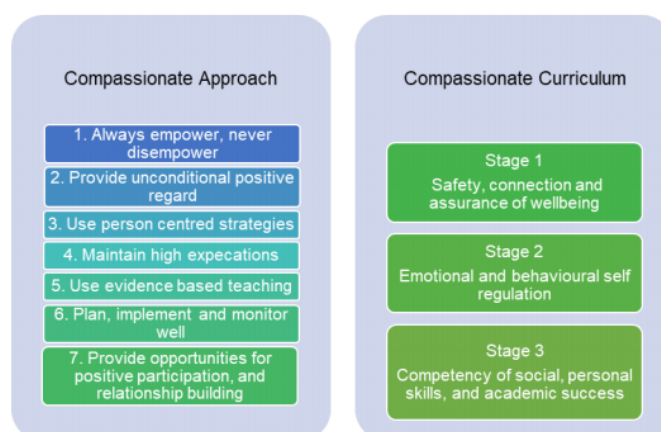 Compassionate Approach
1. Always empower, never
disempower
2. Provide unconditional positive
regard
3. Use person centred strategies
4. Maintain high expecations
5. Use evidence based teaching
6. Plan, implement and monitor
well
7. Provide opportunities for
positive participation, and
relationship building
Compassionate Curriculum
Stage 1
Safety, connection and
assurance of wellbeing
Stage 2
Emotional and behavioural self
regulation
Stage 3
Competency of social, personal
skills, and academic success